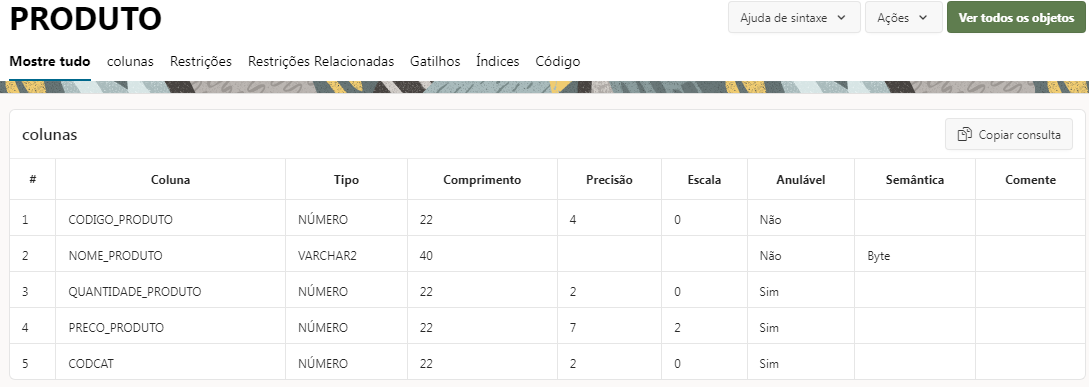 PRODUTO
Ajuda de sintaxe Ações Ver todos os objetos
Mostre tudo colunas Restrições Restrições Relacionadas Gatilhos Índices Código
colunas Copiar consulta
# Coluna Tipo Comprimento Precisão Escala Anulável Semântica Comente
1 CODIGO_PRODUTO NÚMERO 22 4 0 Não
2 NOME_PRODUTO VARCHAR2 40 Não Byte
3 QUANTIDADE_PRODUTO NÚMERO 22 2 0 Sim
4 PRECO_PRODUTO NÚMERO 22 7 2 Sim
5 CODCAT NÚMERO 22 2 0 Sim